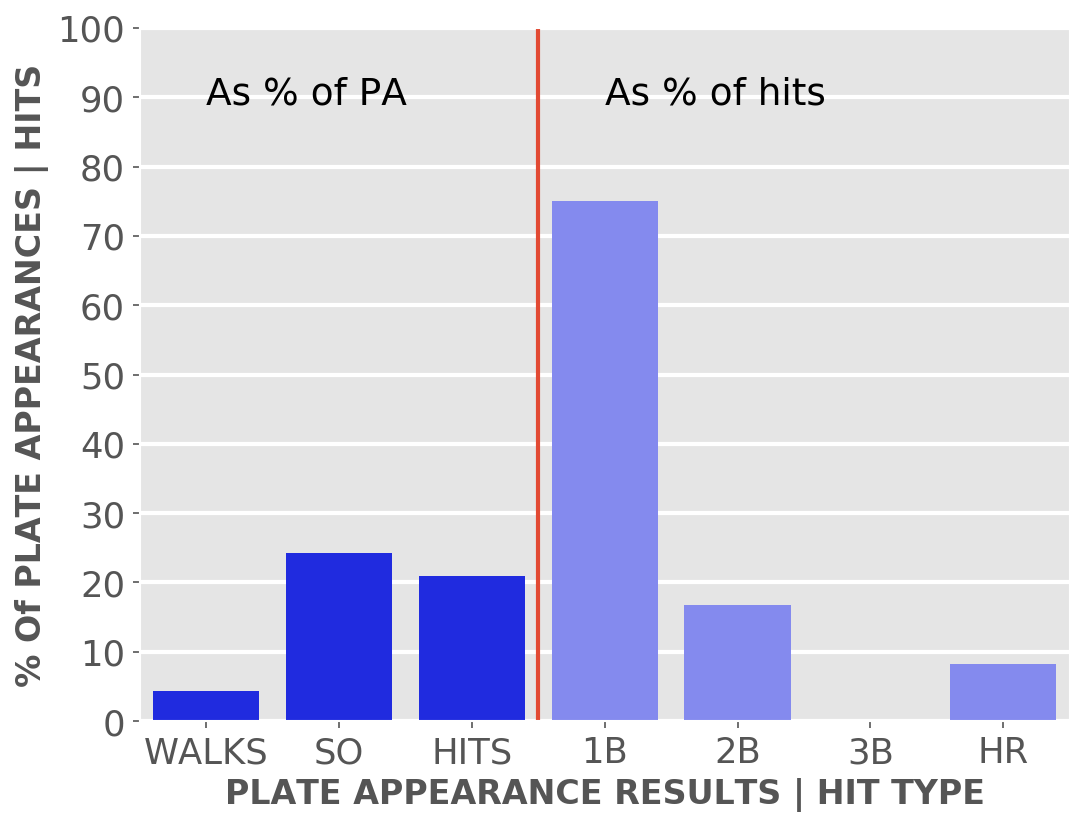 % Of PLATE APPEARANCES | HITS
100
90
80
70
60
50
40
30
20
10
0
As % of PA
As % of hits
WALKS SO HITS 1B 2B 3B HR
PLATE APPEARANCE RESULTS | HIT TYPE